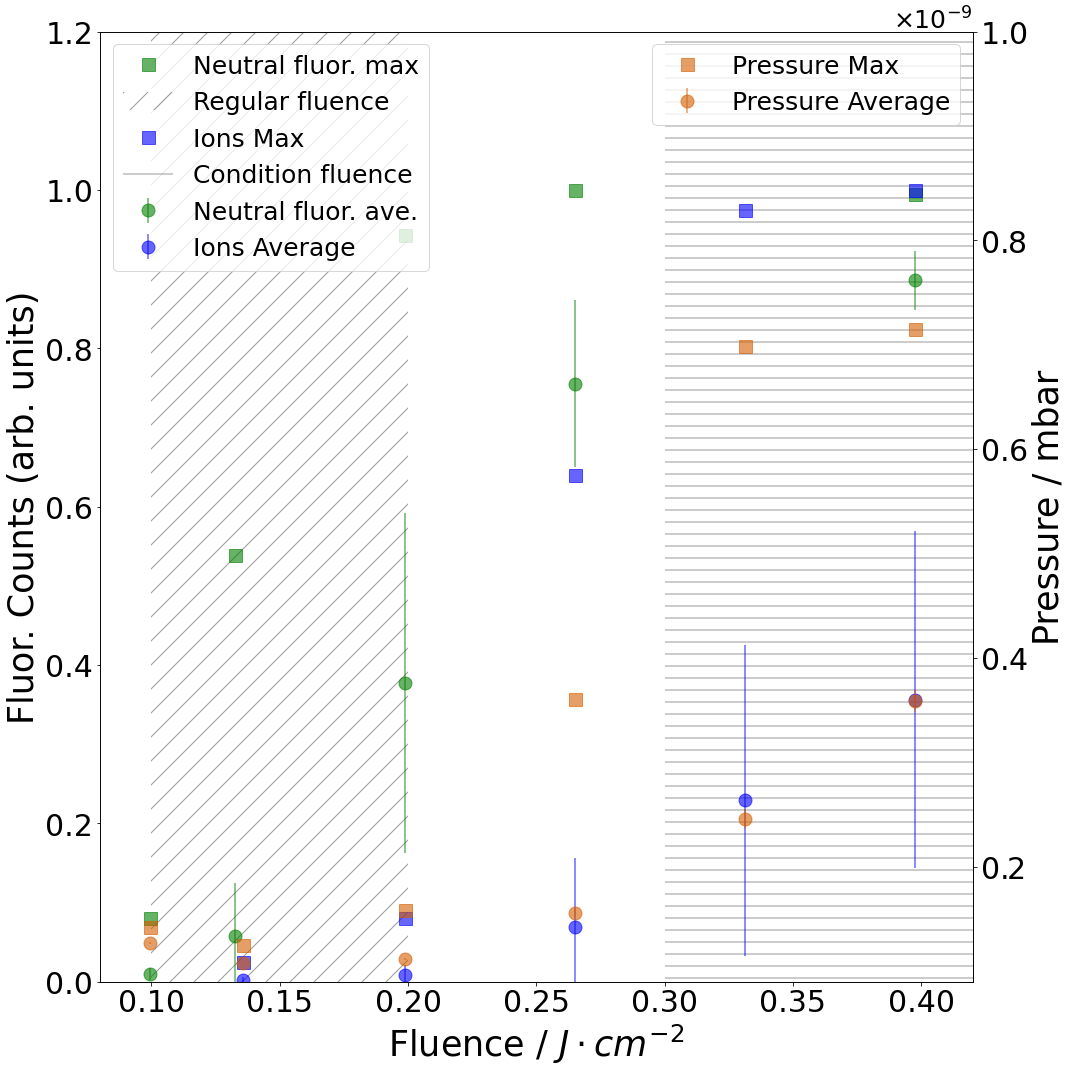 ×10⁻⁹
1.2
1.0
0.8
0.6
0.4
0.2
0.0
Fluor. Counts (arb. units)
Neutral fluor. max
Regular fluence
Ions Max
Condition fluence
Neutral fluor. ave.
Ions Average
Pressure Max
Pressure Average
1.0
0.8
0.6
0.4
0.2
Pressure / mbar
0.10 0.15 0.20 0.25 0.30 0.35 0.40
Fluence / J · cm⁻²